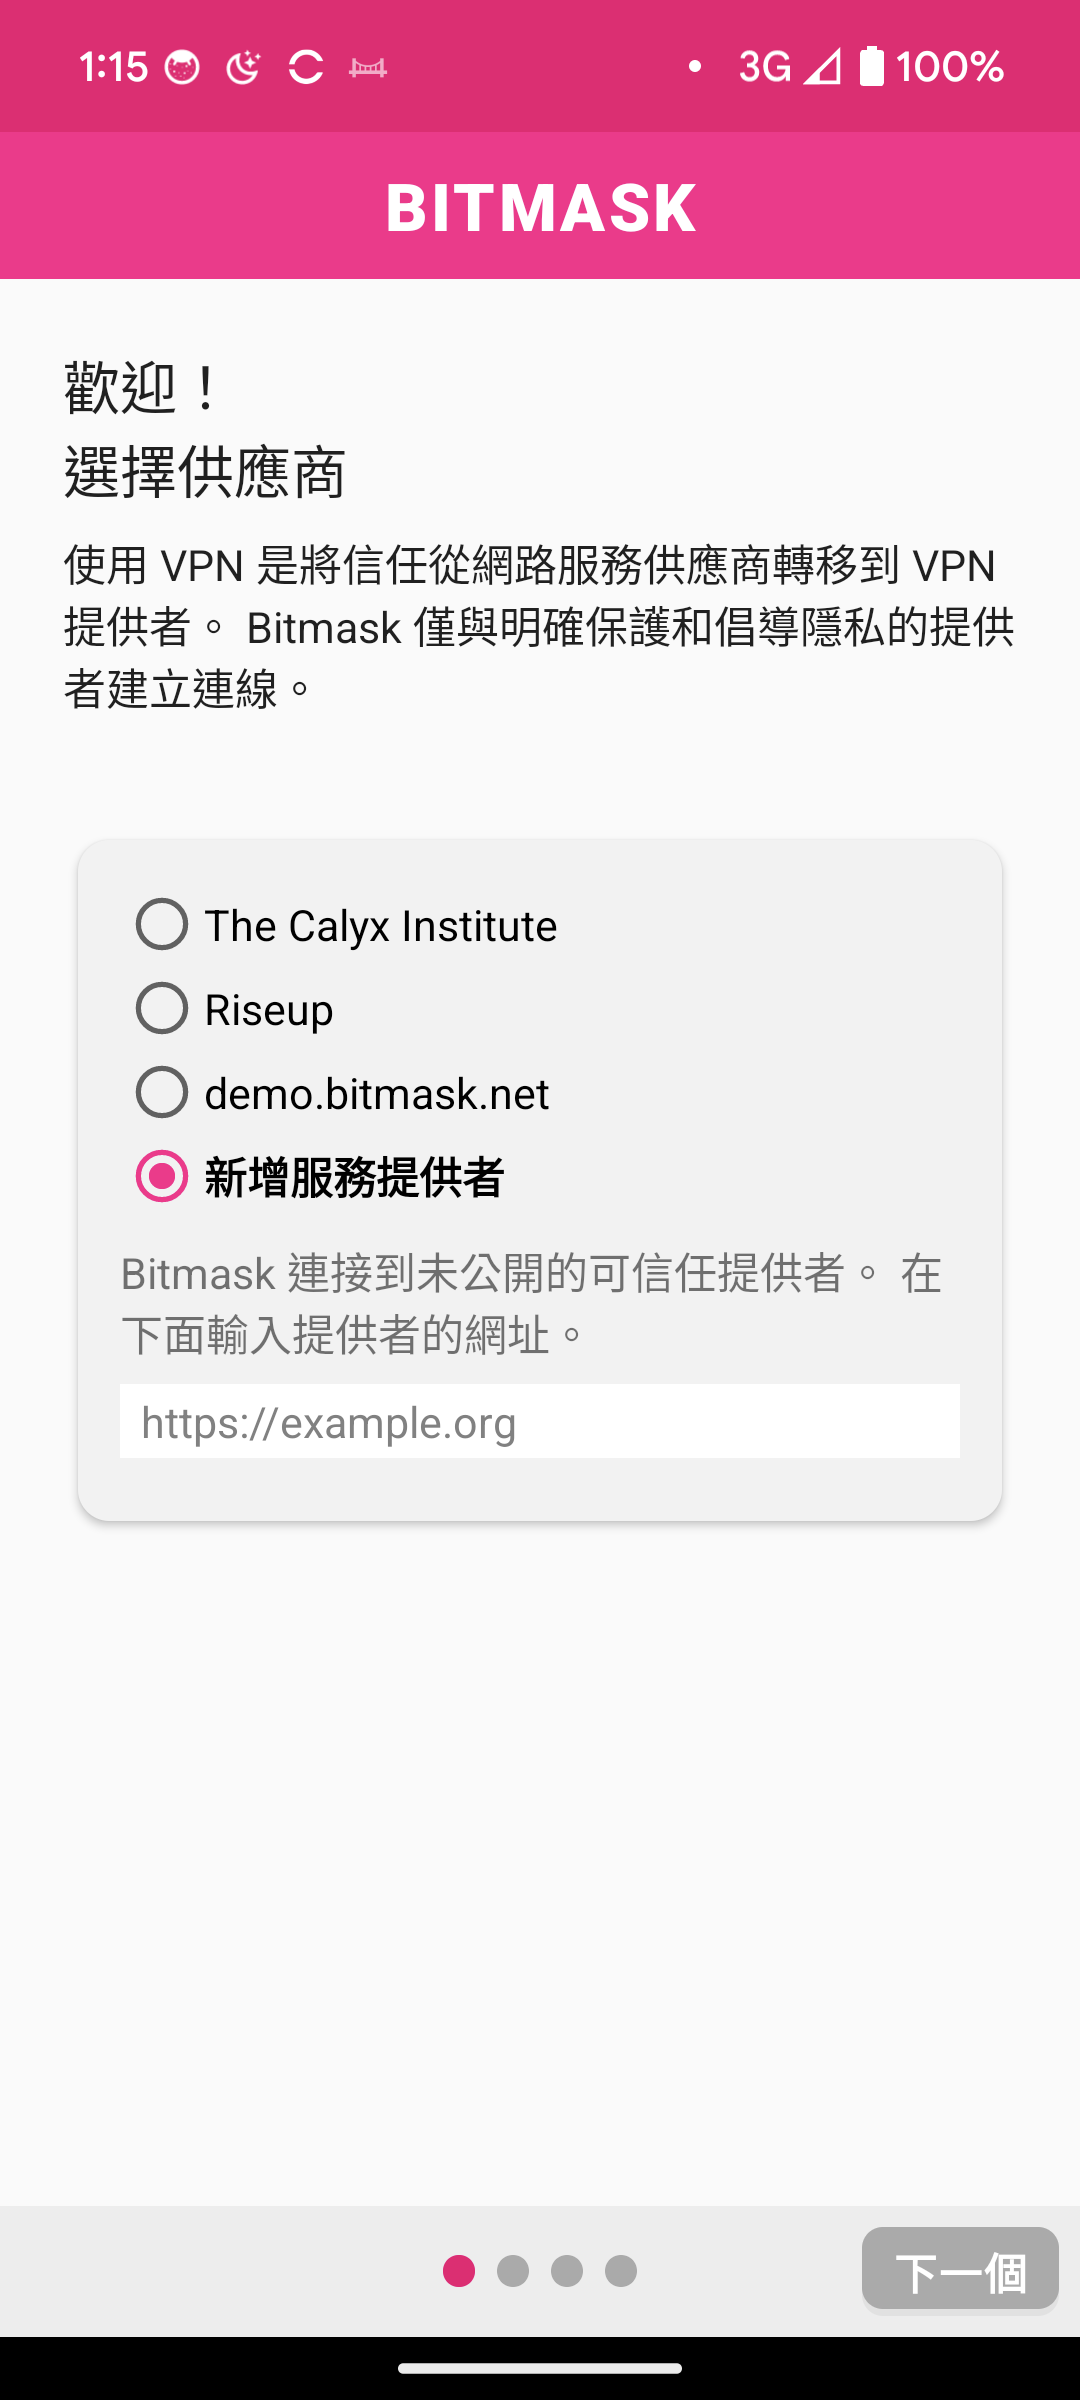 1:15
3G
100%
BITMASK
歡迎！
選擇供應商
使用 VPN 是將信任從網路服務供應商轉移到 VPN
提供者。 Bitmask 僅與明確保護和倡導隱私的提供
者建立連線。
The Calyx Institute
Riseup
demo.bitmask.net
新增服務提供者
Bitmask 連接到未公開的可信任提供者。 在
下面輸入提供者的網址。
https://example.org
下一個